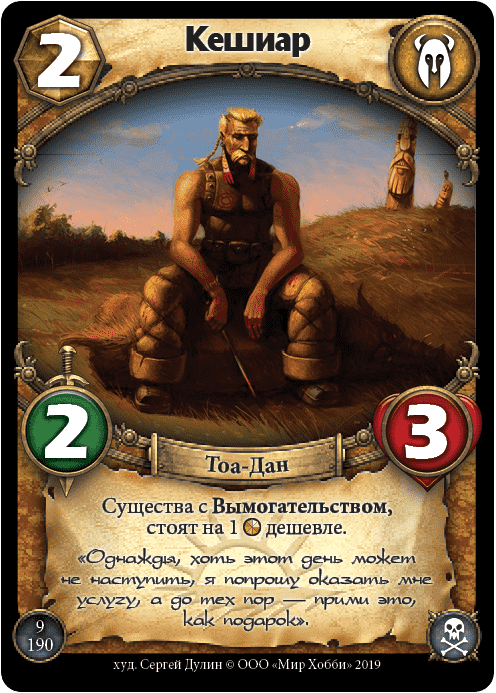 2
Кешиар
2
3
Тоа-Дан
Существа с Вымогательством,
стоят на 1 дешевле.
«Однажды, хоть этот день может
не наступить, я попрошу оказать мне
услугу, а до тех пор — прими это,
как подарок».
9
190
худ. Сергей Дулин © ООО «Мир Хобби» 2019